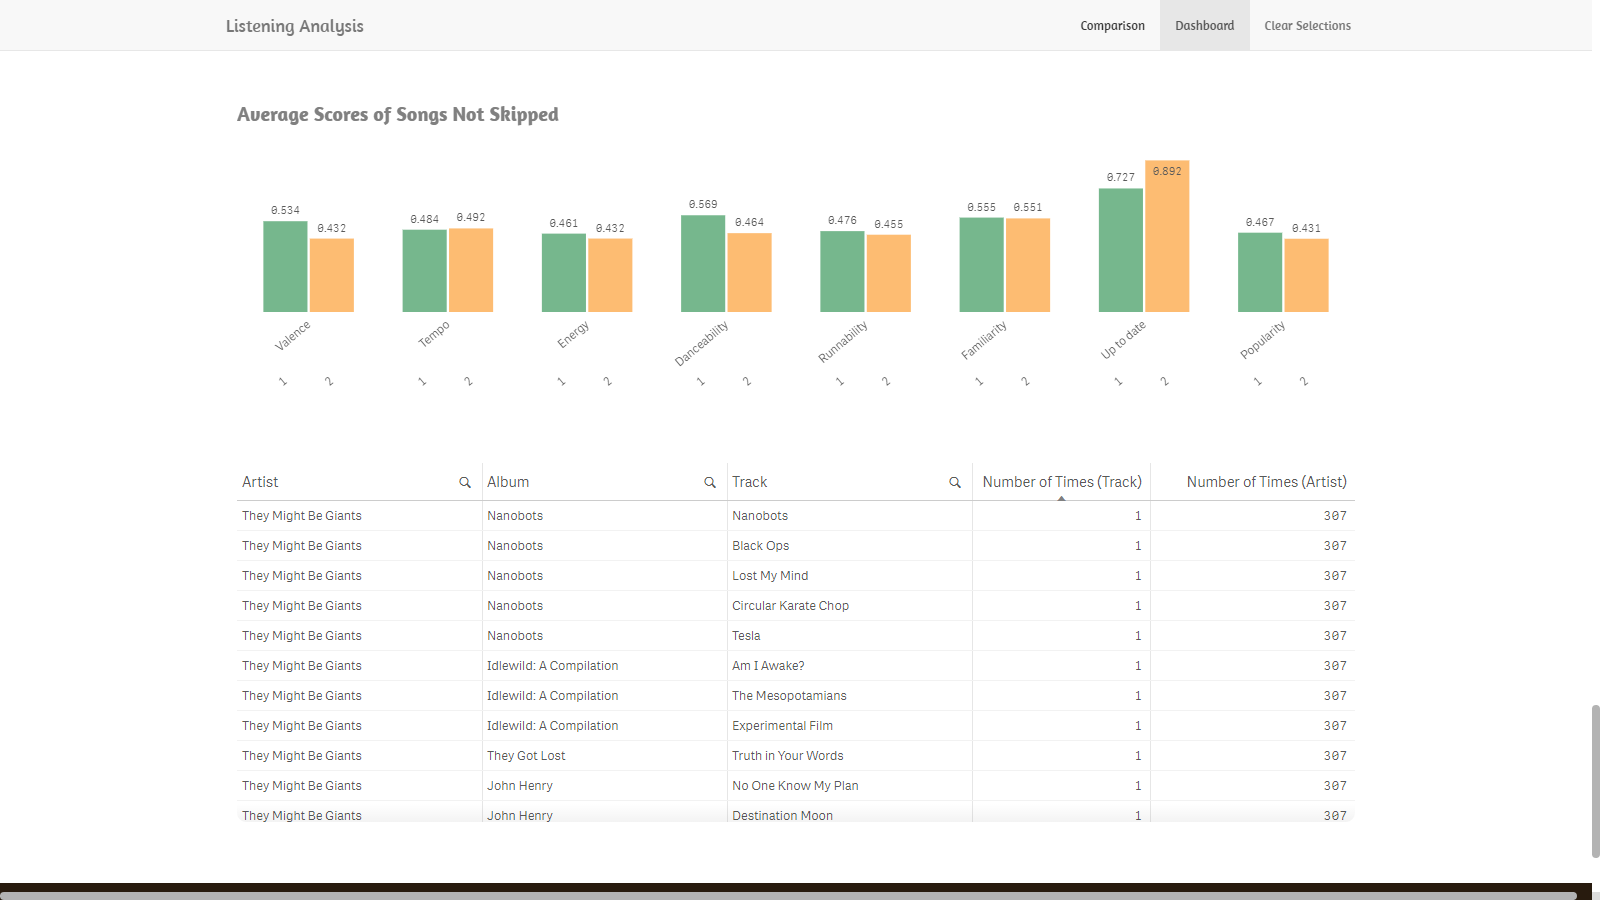 Listening Analysis Comparison Dashboard Clear Selections
Average Scores of Songs Not Skipped
0.534 0.432 0.484 0.492 0.461 0.432 0.569 0.464 0.476 0.455 0.555 0.551 0.727 0.892 0.467 0.431
Valence Tempo Energy Danceability Runnability Familiarity Up to date Popularity
1 2 1 2 1 2 1 2 1 2 1 2 1 2 1 2
Artist Album Track Number of Times (Track) Number of Times (Artist)
They Might Be Giants Nanobots Nanobots 1 307
They Might Be Giants Nanobots Black Ops 1 307
They Might Be Giants Nanobots Lost My Mind 1 307
They Might Be Giants Nanobots Circular Karate Chop 1 307
They Might Be Giants Nanobots Tesla 1 307
They Might Be Giants Idlewild: A Compilation Am I Awake? 1 307
They Might Be Giants Idlewild: A Compilation The Mesopotamians 1 307
They Might Be Giants Idlewild: A Compilation Experimental Film 1 307
They Might Be Giants They Got Lost Truth in Your Words 1 307
They Might Be Giants John Henry No One Know My Plan 1 307
They Might Be Giants John Henry Destination Moon 1 307